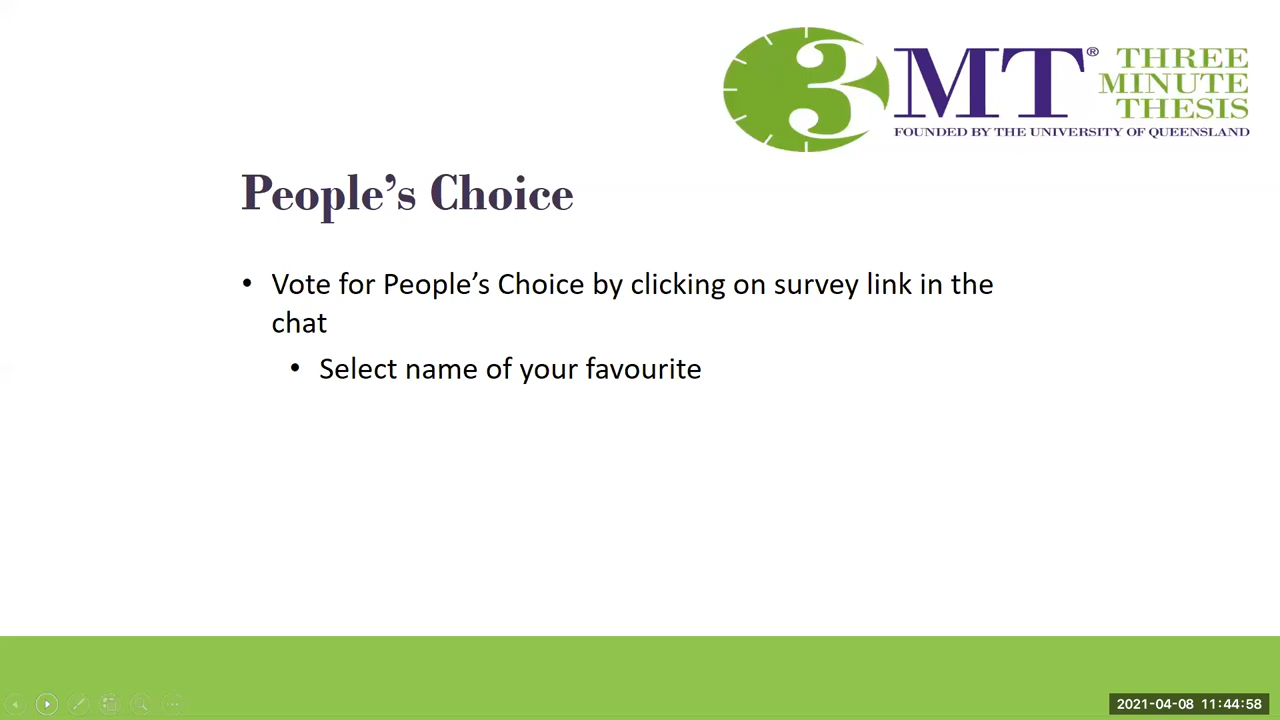 3MT® THREE
MINUTE
THESIS
FOUNDED BY THE UNIVERSITY OF QUEENSLAND
People's Choice
• Vote for People's Choice by clicking on survey link in the
chat
• Select name of your favourite
2021-04-08 11:44:58